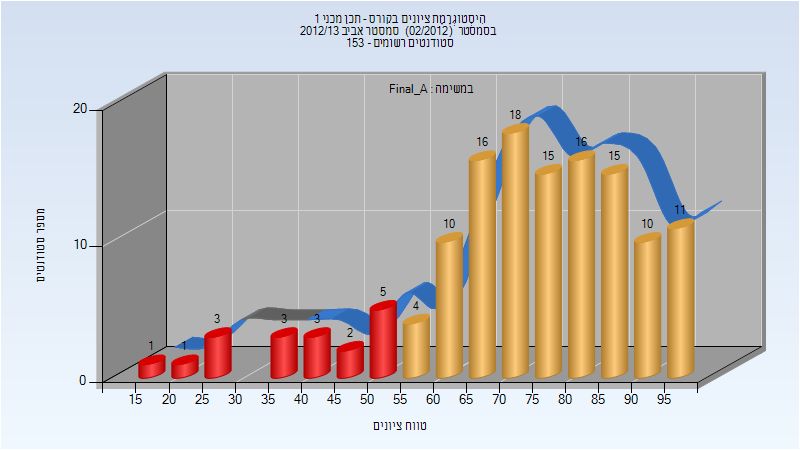 היסטוגרמת ציונים בקורס - תכן מכני 1
בסמסטר (02/2012) סמסטר אביב 2012/13
סטודנטים רשומים - 153
במשימה : Final_A
מספר סטודנטים
20
10
0
1
1
3
3
3
2
5
4
10
16
18
15
16
15
10
11
15 20 25 30 35 40 45 50 55 60 65 70 75 80 85 90 95
טווח ציונים